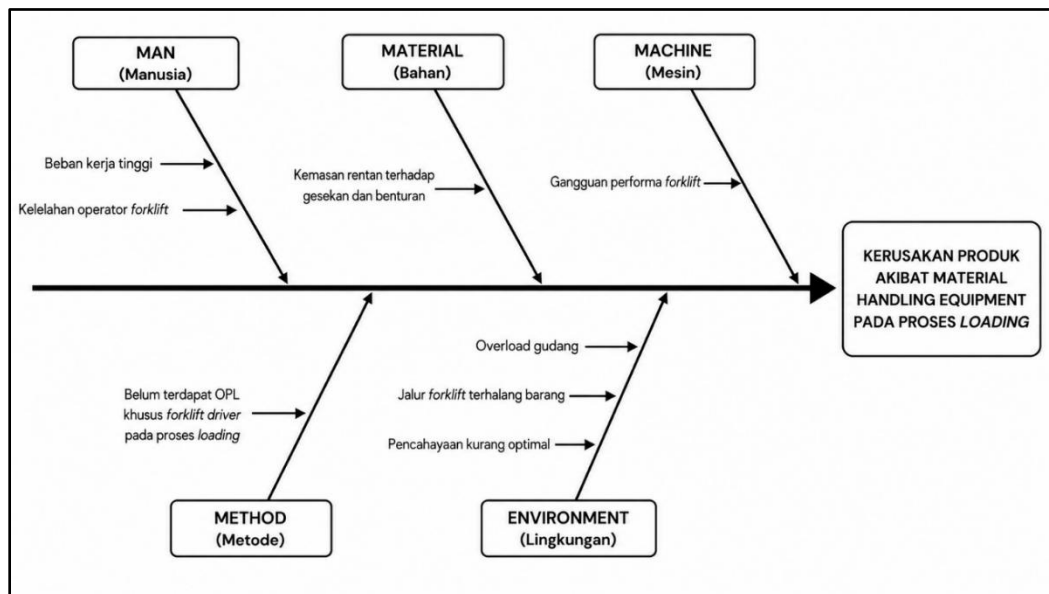 MAN
(Manusia)
MATERIAL
(Bahan)
MACHINE
(Mesin)
Beban kerja tinggi
Kelelahan operator forklift
Kemasan rentan terhadap
gesekan dan benturan
Gangguan performa forklift
KERUSAKAN PRODUK
AKIBAT MATERIAL
HANDLING EQUIPMENT
PADA PROSES LOADING
Belum terdapat OPL
khusus forklift driver
pada proses loading
Overload gudang
Jalur forklift terhalang barang
Pencahayaan kurang optimal
METHOD
(Metode)
ENVIRONMENT
(Lingkungan)